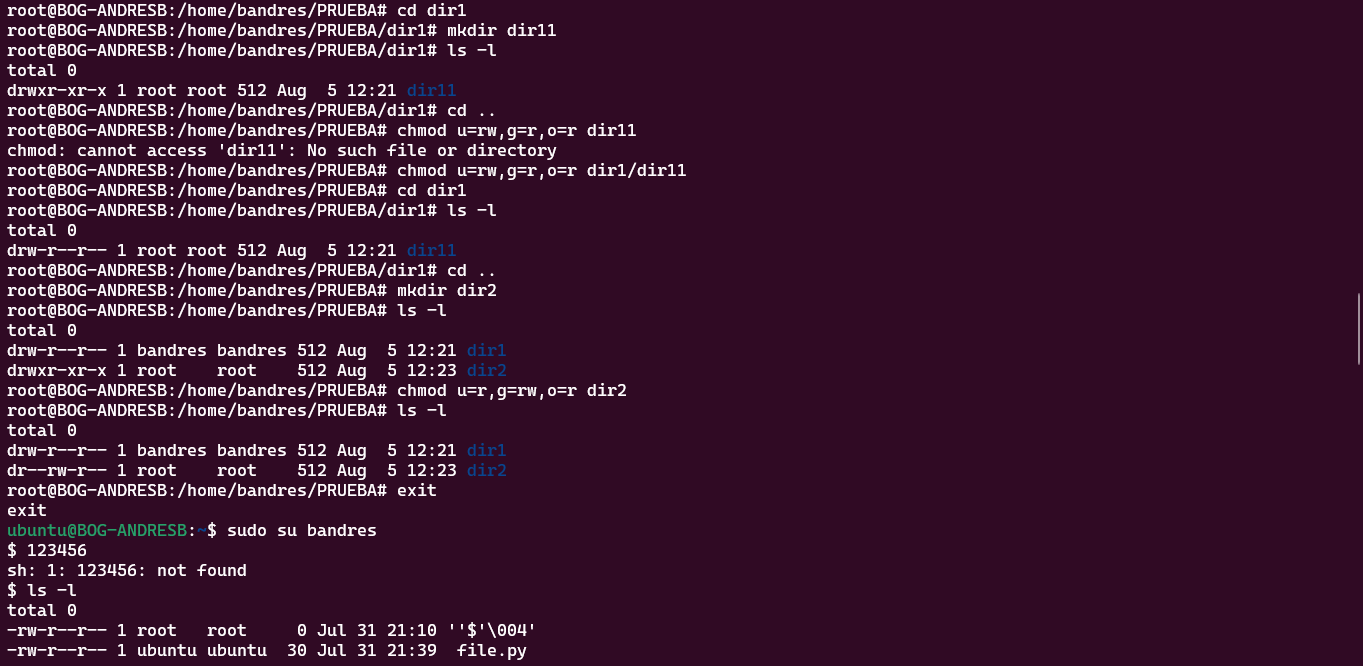 root@BOG-ANDRESB:/home/bandres/PRUEBA# cd dir1
root@BOG-ANDRESB:/home/bandres/PRUEBA/dir1# mkdir dir11
root@BOG-ANDRESB:/home/bandres/PRUEBA/dir1# ls -l
total 0
drwxr-xr-x 1 root root 512 Aug  5 12:21 dir11
root@BOG-ANDRESB:/home/bandres/PRUEBA/dir1# cd ..
root@BOG-ANDRESB:/home/bandres/PRUEBA# chmod u=rw,g=r,o=r dir11
chmod: cannot access 'dir11': No such file or directory
root@BOG-ANDRESB:/home/bandres/PRUEBA# chmod u=rw,g=r,o=r dir1/dir11
root@BOG-ANDRESB:/home/bandres/PRUEBA# cd dir1
root@BOG-ANDRESB:/home/bandres/PRUEBA/dir1# ls -l
total 0
drw-r--r-- 1 root root 512 Aug  5 12:21 dir11
root@BOG-ANDRESB:/home/bandres/PRUEBA/dir1# cd ..
root@BOG-ANDRESB:/home/bandres/PRUEBA# mkdir dir2
root@BOG-ANDRESB:/home/bandres/PRUEBA# ls -l
total 0
drw-r--r-- 1 bandres bandres 512 Aug  5 12:21 dir1
drwxr-xr-x 1 root    root    512 Aug  5 12:23 dir2
root@BOG-ANDRESB:/home/bandres/PRUEBA# chmod u=r,g=rw,o=r dir2
root@BOG-ANDRESB:/home/bandres/PRUEBA# ls -l
total 0
drw-r--r-- 1 bandres bandres 512 Aug  5 12:21 dir1
dr--rw-r-- 1 root    root    512 Aug  5 12:23 dir2
root@BOG-ANDRESB:/home/bandres/PRUEBA# exit
exit
ubuntu@BOG-ANDRESB:~$ sudo su bandres
$ 123456
sh: 1: 123456: not found
$ ls -l
total 0
-rw-r--r-- 1 root   root     0 Jul 31 21:10 ''$'\004'
-rw-r--r-- 1 ubuntu ubuntu  30 Jul 31 21:39  file.py